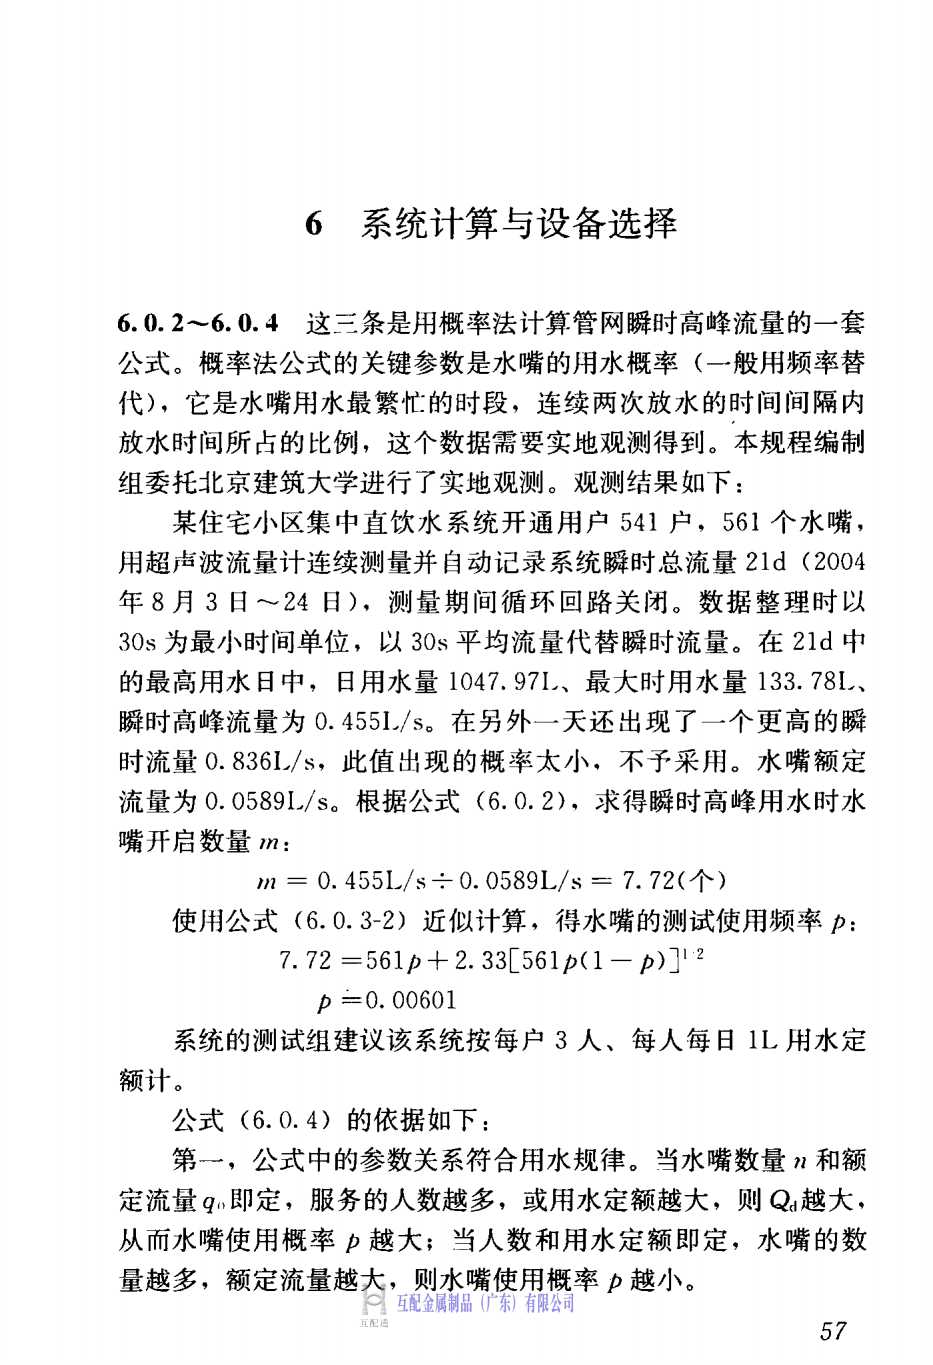 6　系统计算与设备选择
6.0.2～6.0.4　这三条是用概率法计算管网瞬时高峰流量的一套
公式。概率法公式的关键参数是水嘴的用水概率（一般用频率替
代），它是水嘴用水最繁忙的时段，连续两次放水的时间间隔内
放水时间所占的比例，这个数据需要实地观测得到。本规程编制
组委托北京建筑大学进行了实地观测。观测结果如下：
某住宅小区集中直饮水系统开通用户 541 户，561 个水嘴，
用超声波流量计连续测量并自动记录系统瞬时总流量 21d（2004
年 8 月 3 日～24 日），测量期间循环回路关闭。数据整理时以
30s 为最小时间单位，以 30s 平均流量代替瞬时流量。在 21d 中
的最高用水日中，日用水量 1047.97L、最大时用水量 133.78L、
瞬时高峰流量为 0.455L/s。在另外一天还出现了一个更高的瞬
时流量 0.836L/s，此值出现的概率太小，不予采用。水嘴额定
流量为 0.0589L/s。根据公式（6.0.2），求得瞬时高峰用水时水
嘴开启数量 m：
m = 0.455L/s÷0.0589L/s = 7.72(个)
使用公式（6.0.3-2）近似计算，得水嘴的测试使用频率 p：
7.72 =561p+2.33[561p(1－p)]^{1/2}
p ≐0.00601
系统的测试组建议该系统按每户 3 人、每人每日 1L 用水定
额计。
公式（6.0.4）的依据如下：
第一，公式中的参数关系符合用水规律。当水嘴数量 n 和额
定流量 q₀即定，服务的人数越多，或用水定额越大，则 Q_d越大，
从而水嘴使用概率 p 越大；当人数和用水定额即定，水嘴的数
量越多，额定流量越大，则水嘴使用概率 p 越小。
互配金属制品（广东）有限公司
互配通
57